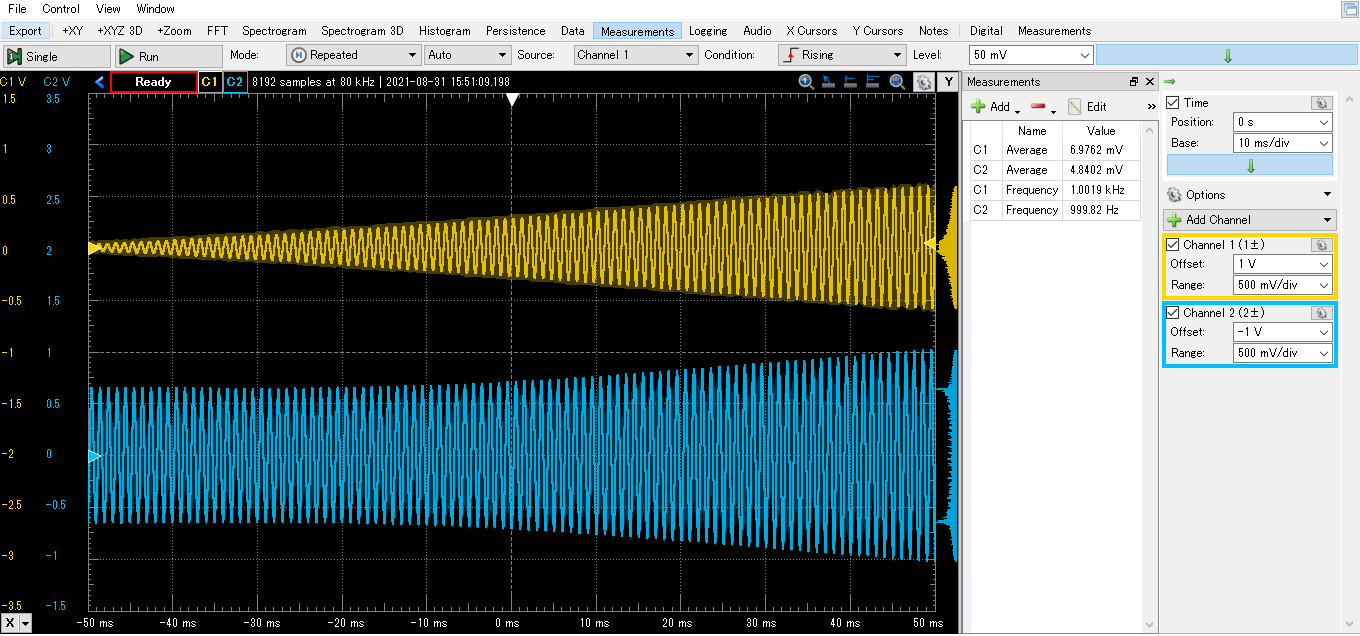 File Control View Window
Export +XY +XYZ 3D +Zoom FFT Spectrogram Spectrogram 3D Histogram Persistence Data Measurements Logging Audio X Cursors Y Cursors Notes Digital Measurements
Single Run Mode: Repeated Auto Source: Channel 1 Condition: Rising Level: 50 mV
C1 V C2 V Ready C1 C2 8192 samples at 80 kHz | 2021-08-31 15:51:09.198 Y
1.5 3.5
1 3
0.5 2.5
0 2
-0.5 1.5
-1 1
-1.5 0.5
-2 0
-2.5 -0.5
-3 -1
-3.5 -1.5
X -50 ms -40 ms -30 ms -20 ms -10 ms 0 ms 10 ms 20 ms 30 ms 40 ms 50 ms
Measurements
Add Edit »
Name Value
C1 Average 6.9762 mV
C2 Average 4.8402 mV
C1 Frequency 1.0019 kHz
C2 Frequency 999.82 Hz
Time
Position: 0 s
Base: 10 ms/div
Options
Add Channel
Channel 1 (1±)
Offset: 1 V
Range: 500 mV/div
Channel 2 (2±)
Offset: -1 V
Range: 500 mV/div